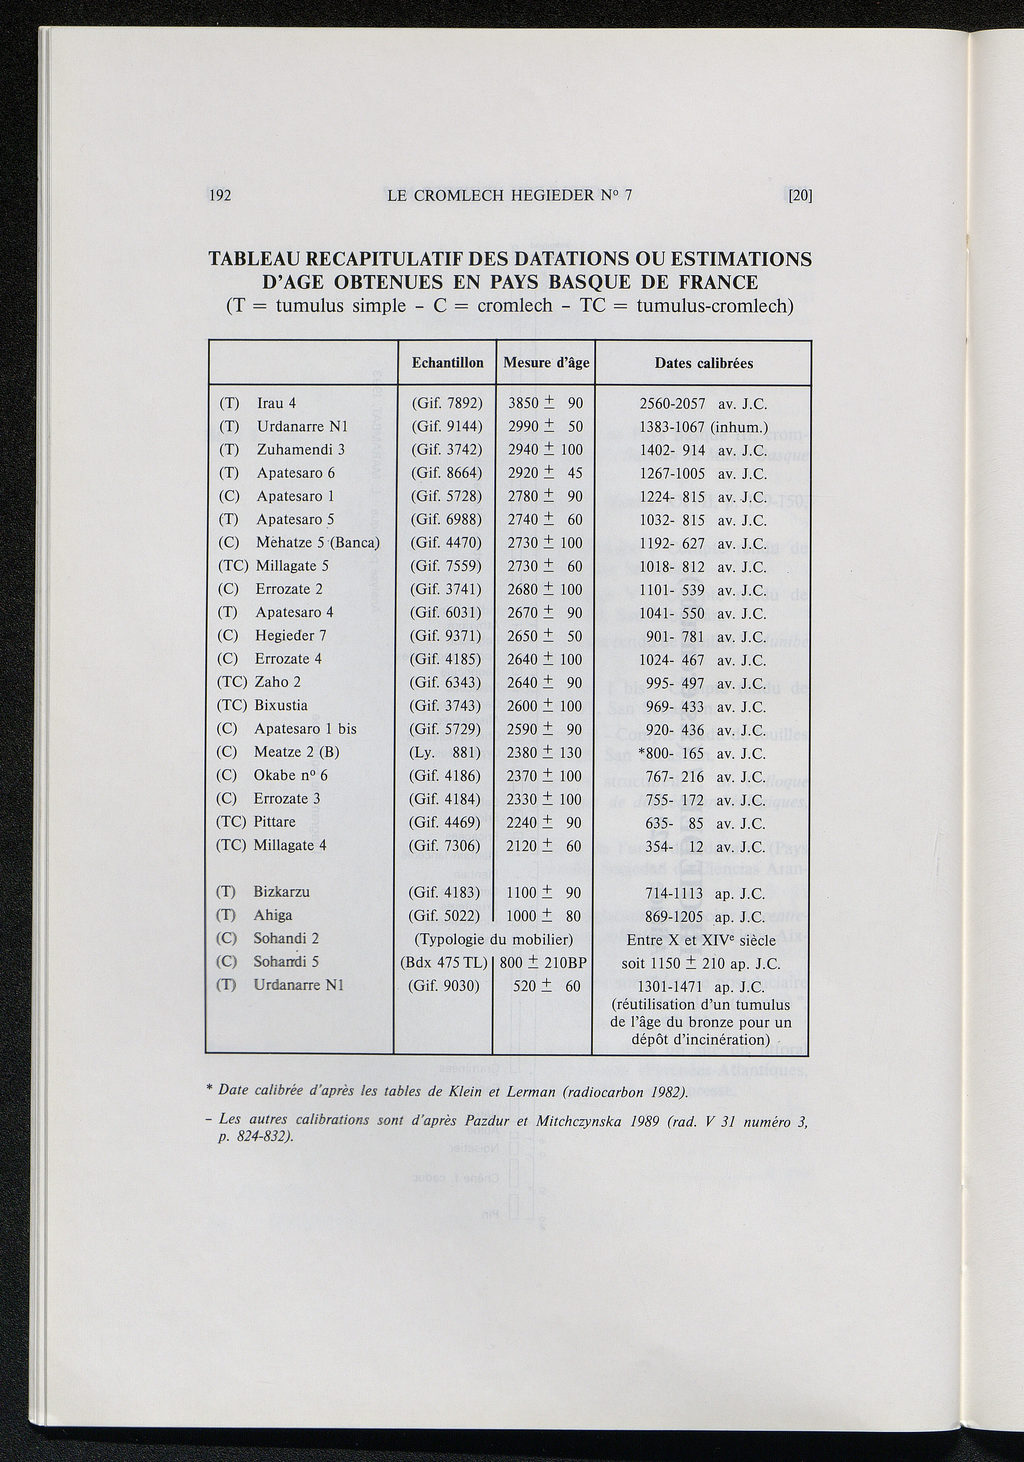 192 LE CROMLECH HEGIEDER Nº 7 [20]
TABLEAU RECAPITULATIF DES DATATIONS OU ESTIMATIONS
D'AGE OBTENUES EN PAYS BASQUE DE FRANCE
(T = tumulus simple - C = cromlech - TC = tumulus-cromlech)
Echantillon Mesure d'âge Dates calibrées
(T) Irau 4 (Gif. 7892) 3850 ± 90 2560-2057 av. J.C.
(T) Urdanarre N1 (Gif. 9144) 2990 ± 50 1383-1067 (inhum.)
(T) Zuhamendi 3 (Gif. 3742) 2940 ± 100 1402- 914 av. J.C.
(T) Apatesaro 6 (Gif. 8664) 2920 ± 45 1267-1005 av. J.C.
(C) Apatesaro 1 (Gif. 5728) 2780 ± 90 1224- 815 av. J.C.
(T) Apatesaro 5 (Gif. 6988) 2740 ± 60 1032- 815 av. J.C.
(C) Mehatze 5 (Banca) (Gif. 4470) 2730 ± 100 1192- 627 av. J.C.
(TC) Millagate 5 (Gif. 7559) 2730 ± 60 1018- 812 av. J.C.
(C) Errozate 2 (Gif. 3741) 2680 ± 100 1101- 539 av. J.C.
(T) Apatesaro 4 (Gif. 6031) 2670 ± 90 1041- 550 av. J.C.
(C) Hegieder 7 (Gif. 9371) 2650 ± 50 901- 781 av. J.C.
(C) Errozate 4 (Gif. 4185) 2640 ± 100 1024- 467 av. J.C.
(TC) Zaho 2 (Gif. 6343) 2640 ± 90 995- 497 av. J.C.
(TC) Bixustia (Gif. 3743) 2600 ± 100 969- 433 av. J.C.
(C) Apatesaro 1 bis (Gif. 5729) 2590 ± 90 920- 436 av. J.C.
(C) Meatze 2 (B) (Ly. 881) 2380 ± 130 *800- 165 av. J.C.
(C) Okabe nº 6 (Gif. 4186) 2370 ± 100 767- 216 av. J.C.
(C) Errozate 3 (Gif. 4184) 2330 ± 100 755- 172 av. J.C.
(TC) Pittare (Gif. 4469) 2240 ± 90 635- 85 av. J.C.
(TC) Millagate 4 (Gif. 7306) 2120 ± 60 354- 12 av. J.C.
(T) Bizkarzu (Gif. 4183) 1100 ± 90 714-1113 ap. J.C.
(T) Ahiga (Gif. 5022) 1000 ± 80 869-1205 ap. J.C.
(C) Sohandi 2 (Typologie du mobilier) Entre X et XIVe siècle
(C) Sohandi 5 (Bdx 475 TL) 800 ± 210BP soit 1150 ± 210 ap. J.C.
(T) Urdanarre N1 (Gif. 9030) 520 ± 60 1301-1471 ap. J.C.
(réutilisation d'un tumulus
de l'âge du bronze pour un
dépôt d'incinération)
* Date calibrée d'après les tables de Klein et Lerman (radiocarbon 1982).
- Les autres calibrations sont d'après Pazdur et Mitchczynska 1989 (rad. V 31 numéro 3,
p. 824-832).